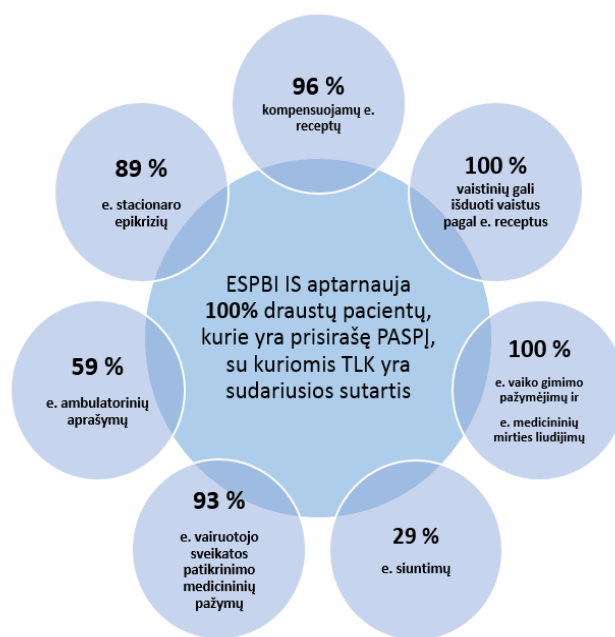 96 %
kompensuojamų e.
receptų
100 %
vaistinių gali
išduoti vaistus
pagal e. receptus
100 %
e. vaiko gimimo
pažymėjimų ir
e. medicininių
mirties liudijimų
29 %
e. siuntimų
93 %
e. vairuotojo
sveikatos
patikrinimo
medicininių
pažymų
59 %
e. ambulatorinių
aprašymų
89 %
e. stacionaro
epikrizių
ESPBI IS aptarnauja
100% draustų pacientų,
kurie yra prisirašę PASPĮ,
su kuriomis TLK yra
sudariusios sutartis